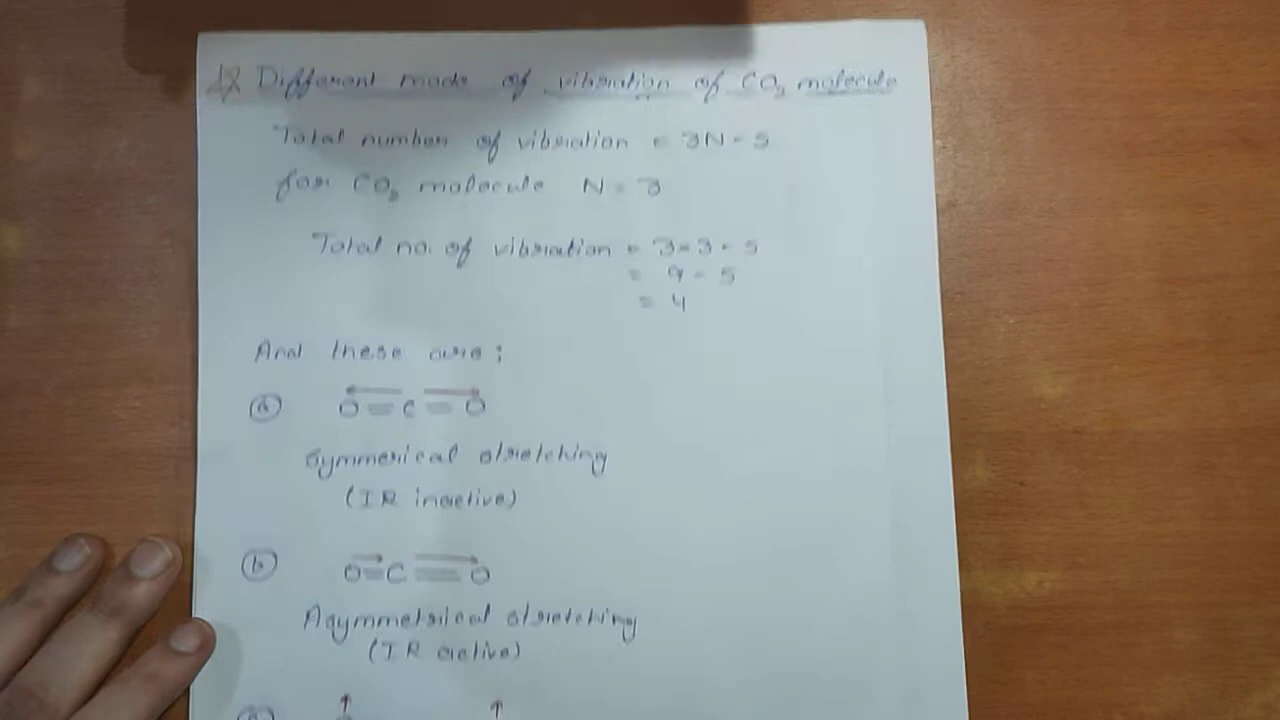 Different mode of vibration of CO₂ molecule
Total number of vibration = 3N-5
for CO₂ molecule N = 3
Total no. of vibration = 3×3-5
= 9-5
= 4
And these are:
(a) O=C=O
Symmerical stretching
(IR inactive)
(b) O=C=O
Asymmetrical stretching
(IR active)